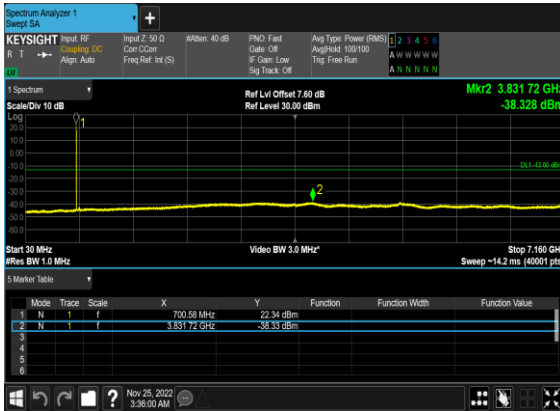 Spectrum Analyzer 1
Swept SA
+
KEYSIGHT Input: RF Input Z: 50 Ω #Atten: 40 dB PNO: Fast Avg Type: Power (RMS) 1 2 3 4 5 6
R T Coupling: DC Corr CCorr Gate: Off Avg|Hold: 100/100 A W W W W W
Align: Auto Freq Ref: Int (S) IF Gain: Low Trig: Free Run
Sig Track: Off A N N N N N
1 Spectrum
Scale/Div 10 dB
Ref Lvl Offset 7.60 dB
Ref Level 30.00 dBm
Mkr2 3.831 72 GHz
-38.328 dBm
Log
20.0
10.0
0.00
-10.0
-20.0
-30.0
-40.0
-50.0
-60.0
1
2
DL1 -13.00 dBm
Start 30 MHz Video BW 3.0 MHz* Stop 7.160 GH
#Res BW 1.0 MHz Sweep ~14.2 ms (40001 pts
5 Marker Table
Mode Trace Scale X Y Function Function Width Function Value
1 N 1 f 700.58 MHz 22.34 dBm
2 N 1 f 3.831 72 GHz -38.33 dBm
3
4
5
6
? Nov 25, 2022
3:36:00 AM